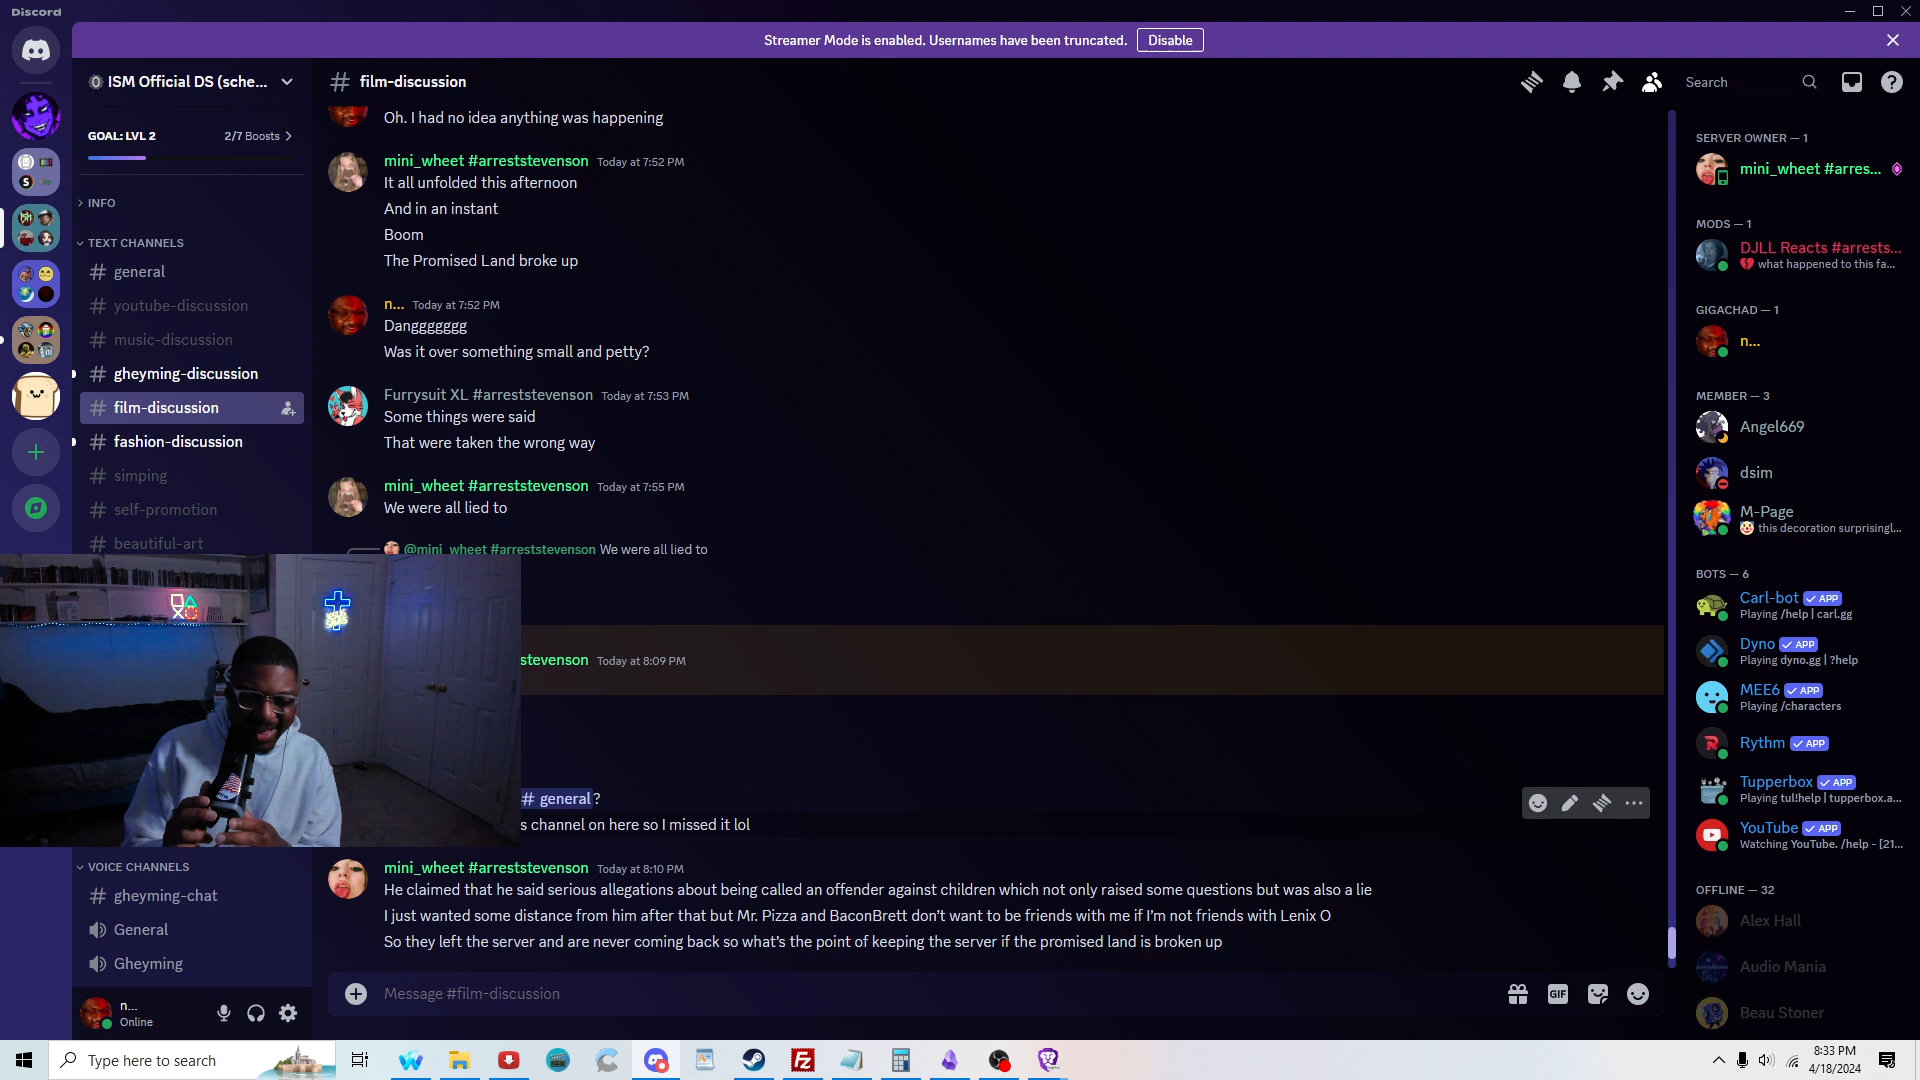 Discord
Streamer Mode is enabled. Usernames have been truncated.
Disable
ISM Official DS (sche...
GOAL: LVL 2
2/7 Boosts
INFO
TEXT CHANNELS
general
youtube-discussion
music-discussion
gheyming-discussion
film-discussion
fashion-discussion
simping
self-promotion
beautiful-art
VOICE CHANNELS
gheyming-chat
General
Gheyming
n...
Online
# film-discussion
Search
Oh. I had no idea anything was happening
mini_wheet #arreststevenson Today at 7:52 PM
It all unfolded this afternoon
And in an instant
Boom
The Promised Land broke up
n... Today at 7:52 PM
Danggggggg
Was it over something small and petty?
Furrysuit XL #arreststevenson Today at 7:53 PM
Some things were said
That were taken the wrong way
mini_wheet #arreststevenson Today at 7:55 PM
We were all lied to
@mini_wheet #arreststevenson We were all lied to
stevenson Today at 8:09 PM
# general ?
s channel on here so I missed it lol
mini_wheet #arreststevenson Today at 8:10 PM
He claimed that he said serious allegations about being called an offender against children which not only raised some questions but was also a lie
I just wanted some distance from him after that but Mr. Pizza and BaconBrett don't want to be friends with me if I'm not friends with Lenix O
So they left the server and are never coming back so what's the point of keeping the server if the promised land is broken up
Message #film-discussion
GIF
SERVER OWNER — 1
mini_wheet #arres...
MODS — 1
DJLL Reacts #arrests...
what happened to this fa...
GIGACHAD — 1
n...
MEMBER — 3
Angel669
dsim
M-Page
this decoration surprisingl...
BOTS — 6
Carl-bot APP
Playing /help | carl.gg
Dyno APP
Playing dyno.gg | ?help
MEE6 APP
Playing /characters
Rythm APP
Tupperbox APP
Playing tul!help | tupperbox.a...
YouTube APP
Watching YouTube. /help - [21...
OFFLINE — 32
Alex Hall
Audio Mania
Beau Stoner
Type here to search
8:33 PM
4/18/2024